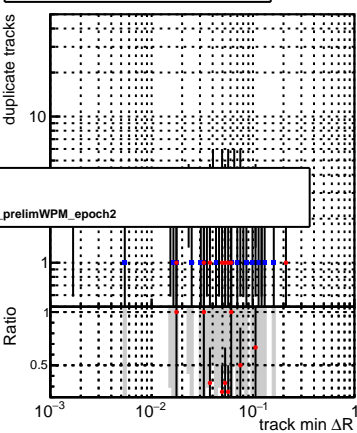 duplicate tracks
10
_prelimWPM_epoch2
1
Ratio
1
0.5
10⁻³ 10⁻² 10⁻¹ 1
track min ΔR